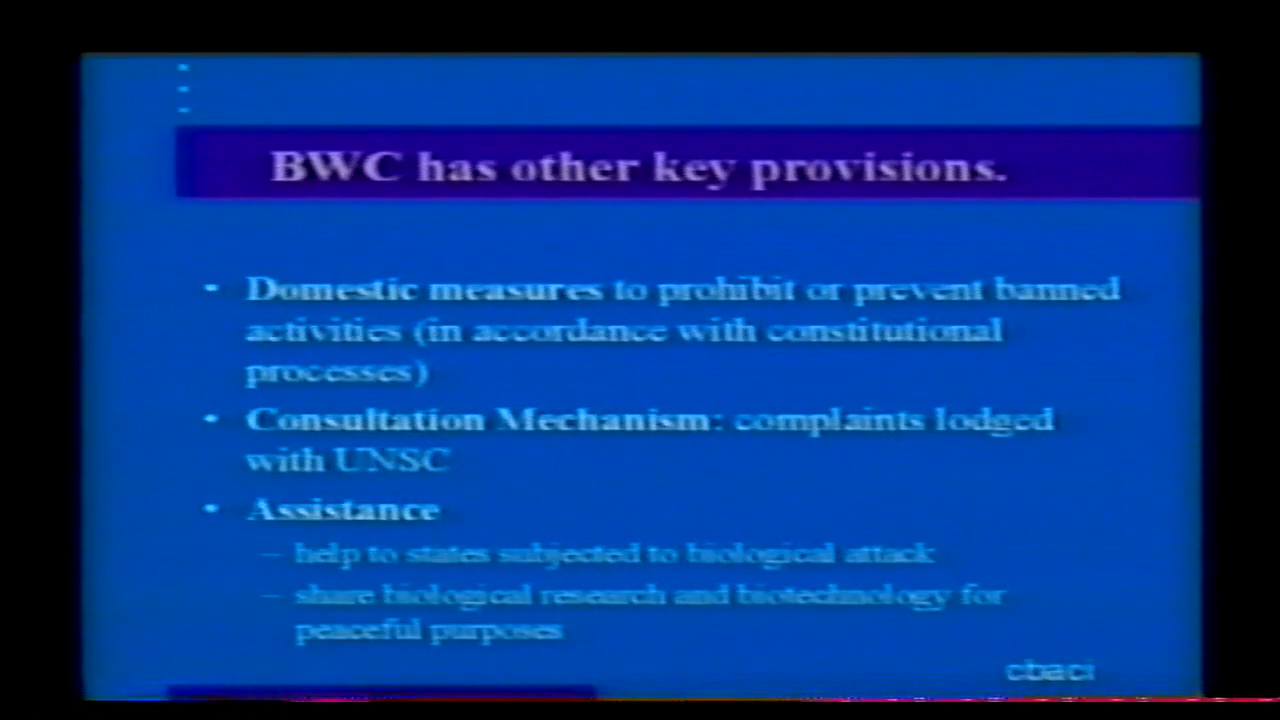 BWC has other key provisions.
• Domestic measures to prohibit or prevent banned
activities (in accordance with constitutional
processes)
• Consultation Mechanism: complaints lodged
with UNSC
• Assistance
– help to states subjected to biological attack
– share biological research and biotechnology for
peaceful purposes
cbaci